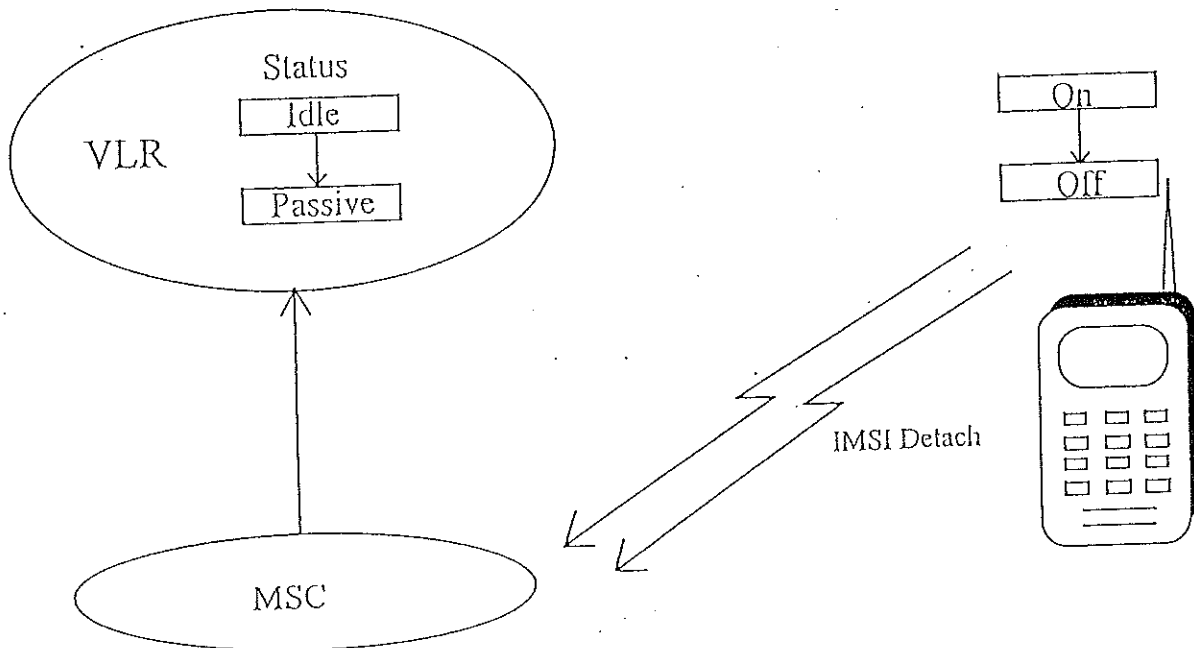 Status
Idle
VLR
Passive
On
Off
IMSI Detach
MSC